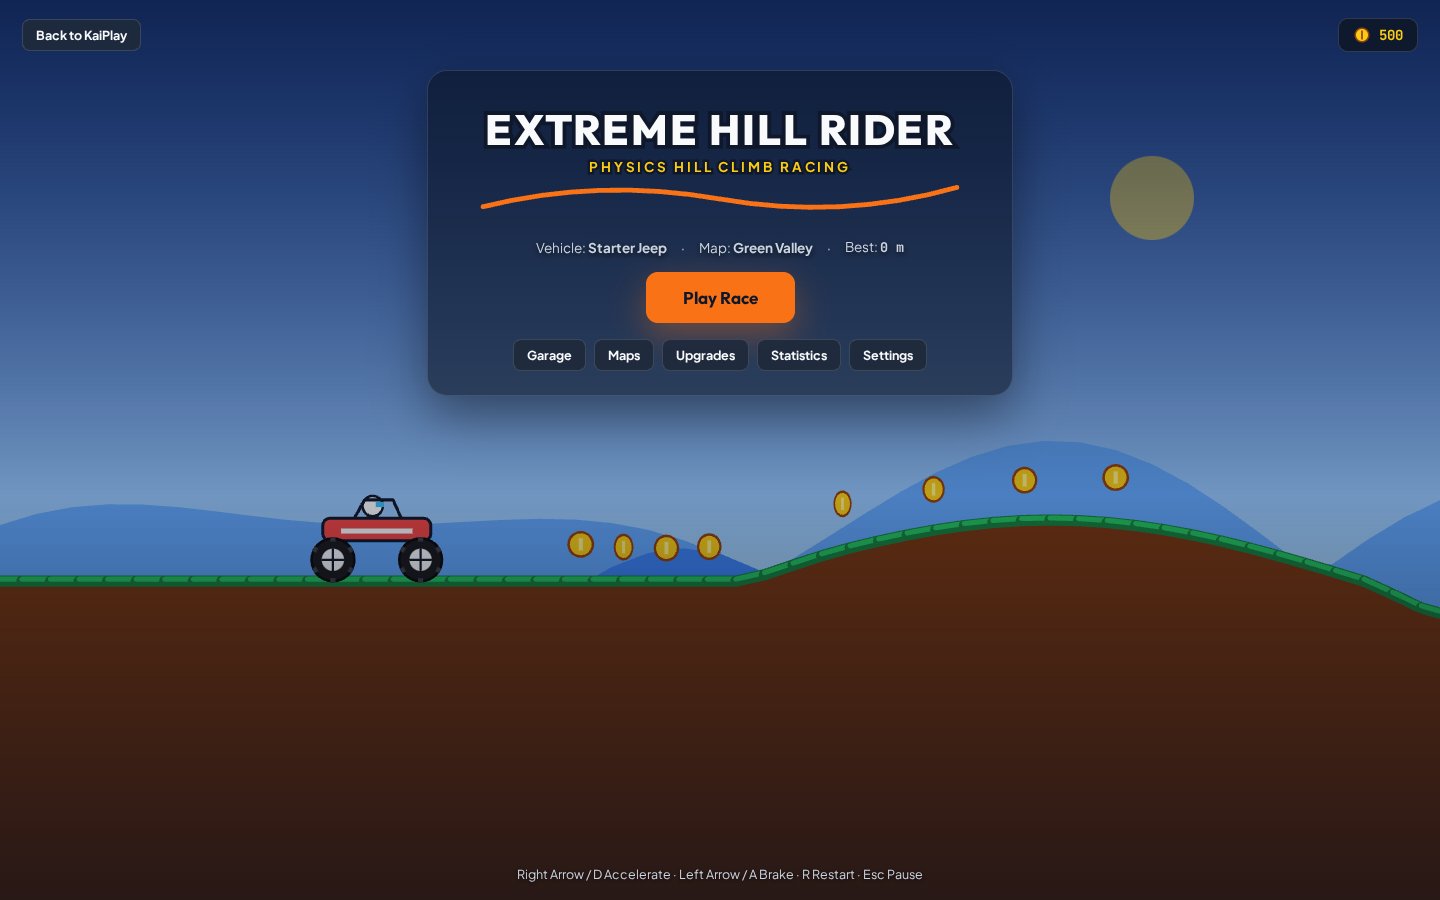 Back to KaiPlay
500
EXTREME HILL RIDER
PHYSICS HILL CLIMB RACING
Vehicle: Starter Jeep · Map: Green Valley · Best: 0 m
Play Race
Garage Maps Upgrades Statistics Settings
Right Arrow / D Accelerate · Left Arrow / A Brake · R Restart · Esc Pause